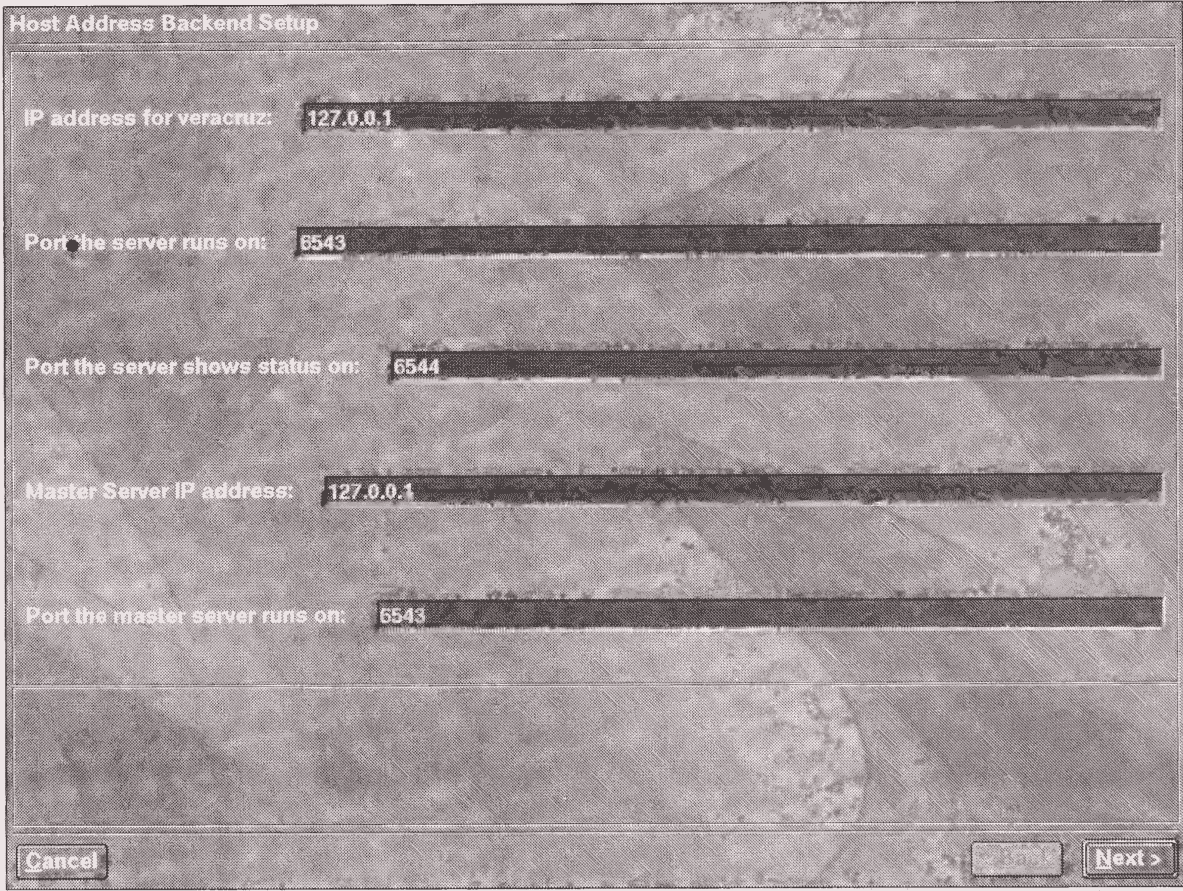 Host Address Backend Setup
IP address for veracruz: 127.0.0.1
Port the server runs on: 6543
Port the server shows status on: 6544
Master Server IP address: 127.0.0.1
Port the master server runs on: 6543
Cancel < Back Next >